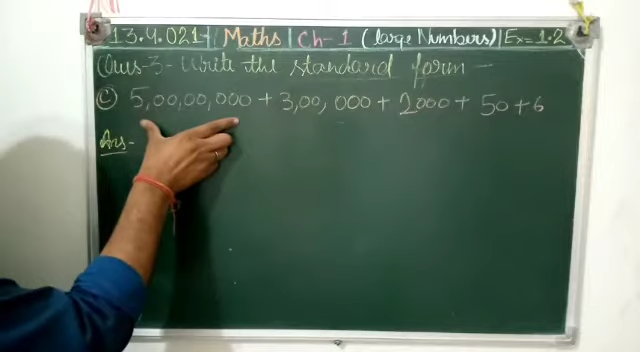 13.9.021 | Maths | Ch-1 (large Numbers) | Ex=1.2
Ques-3- Write the standard form -
(C) 5,00,00,000 + 3,00,000 + 2000 + 50 + 6
Ans-